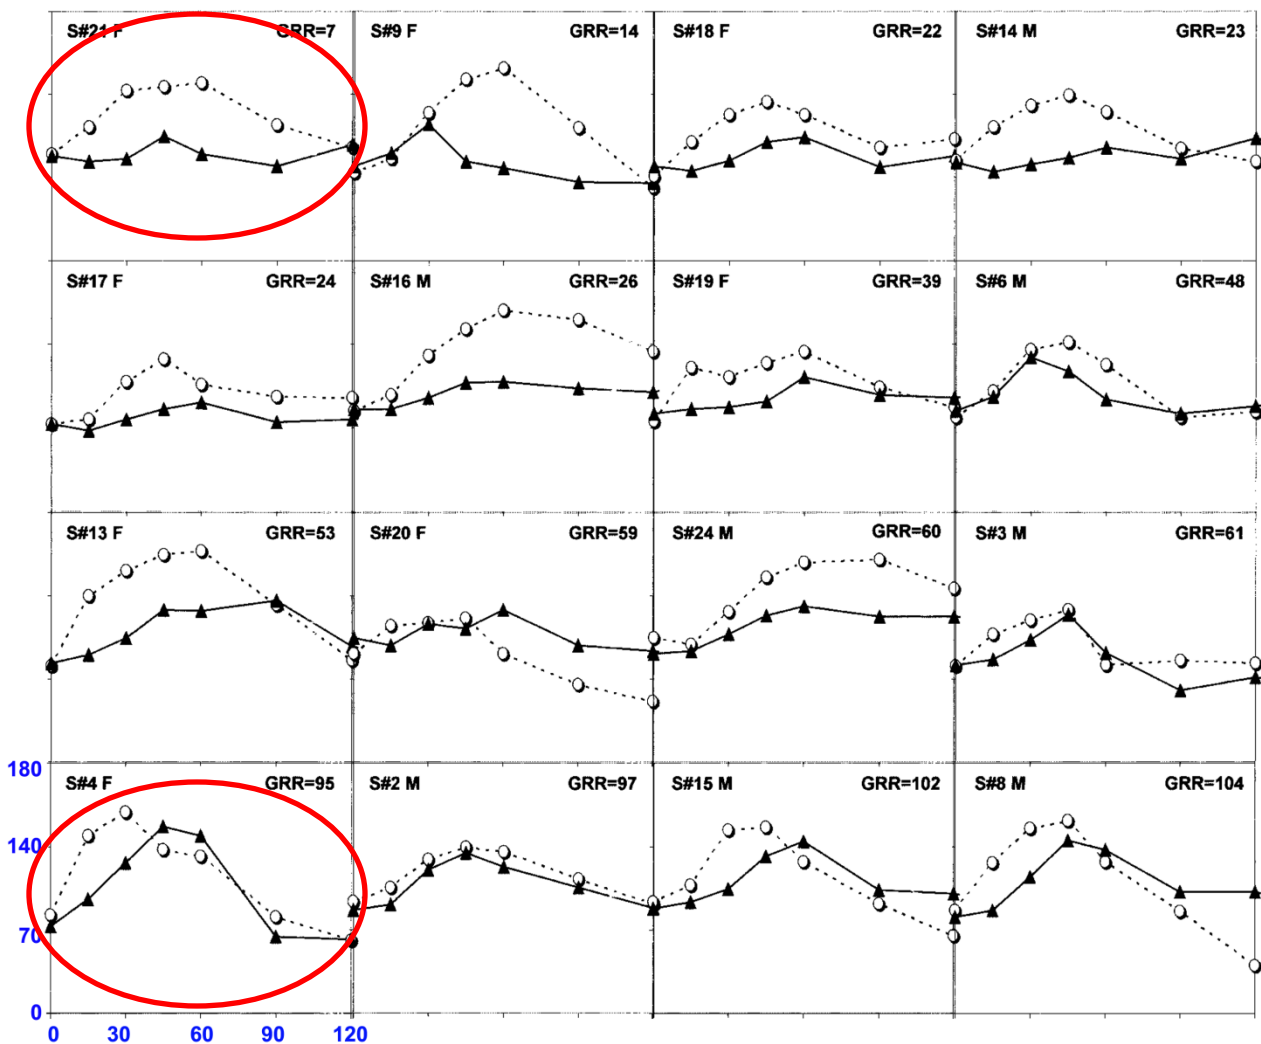 S#21 F GRR=7 S#9 F GRR=14 S#18 F GRR=22 S#14 M GRR=23
S#17 F GRR=24 S#16 M GRR=26 S#19 F GRR=39 S#6 M GRR=48
S#13 F GRR=53 S#20 F GRR=59 S#24 M GRR=60 S#3 M GRR=61
180
S#4 F GRR=95 S#2 M GRR=97 S#15 M GRR=102 S#8 M GRR=104
140
70
0
0 30 60 90 120